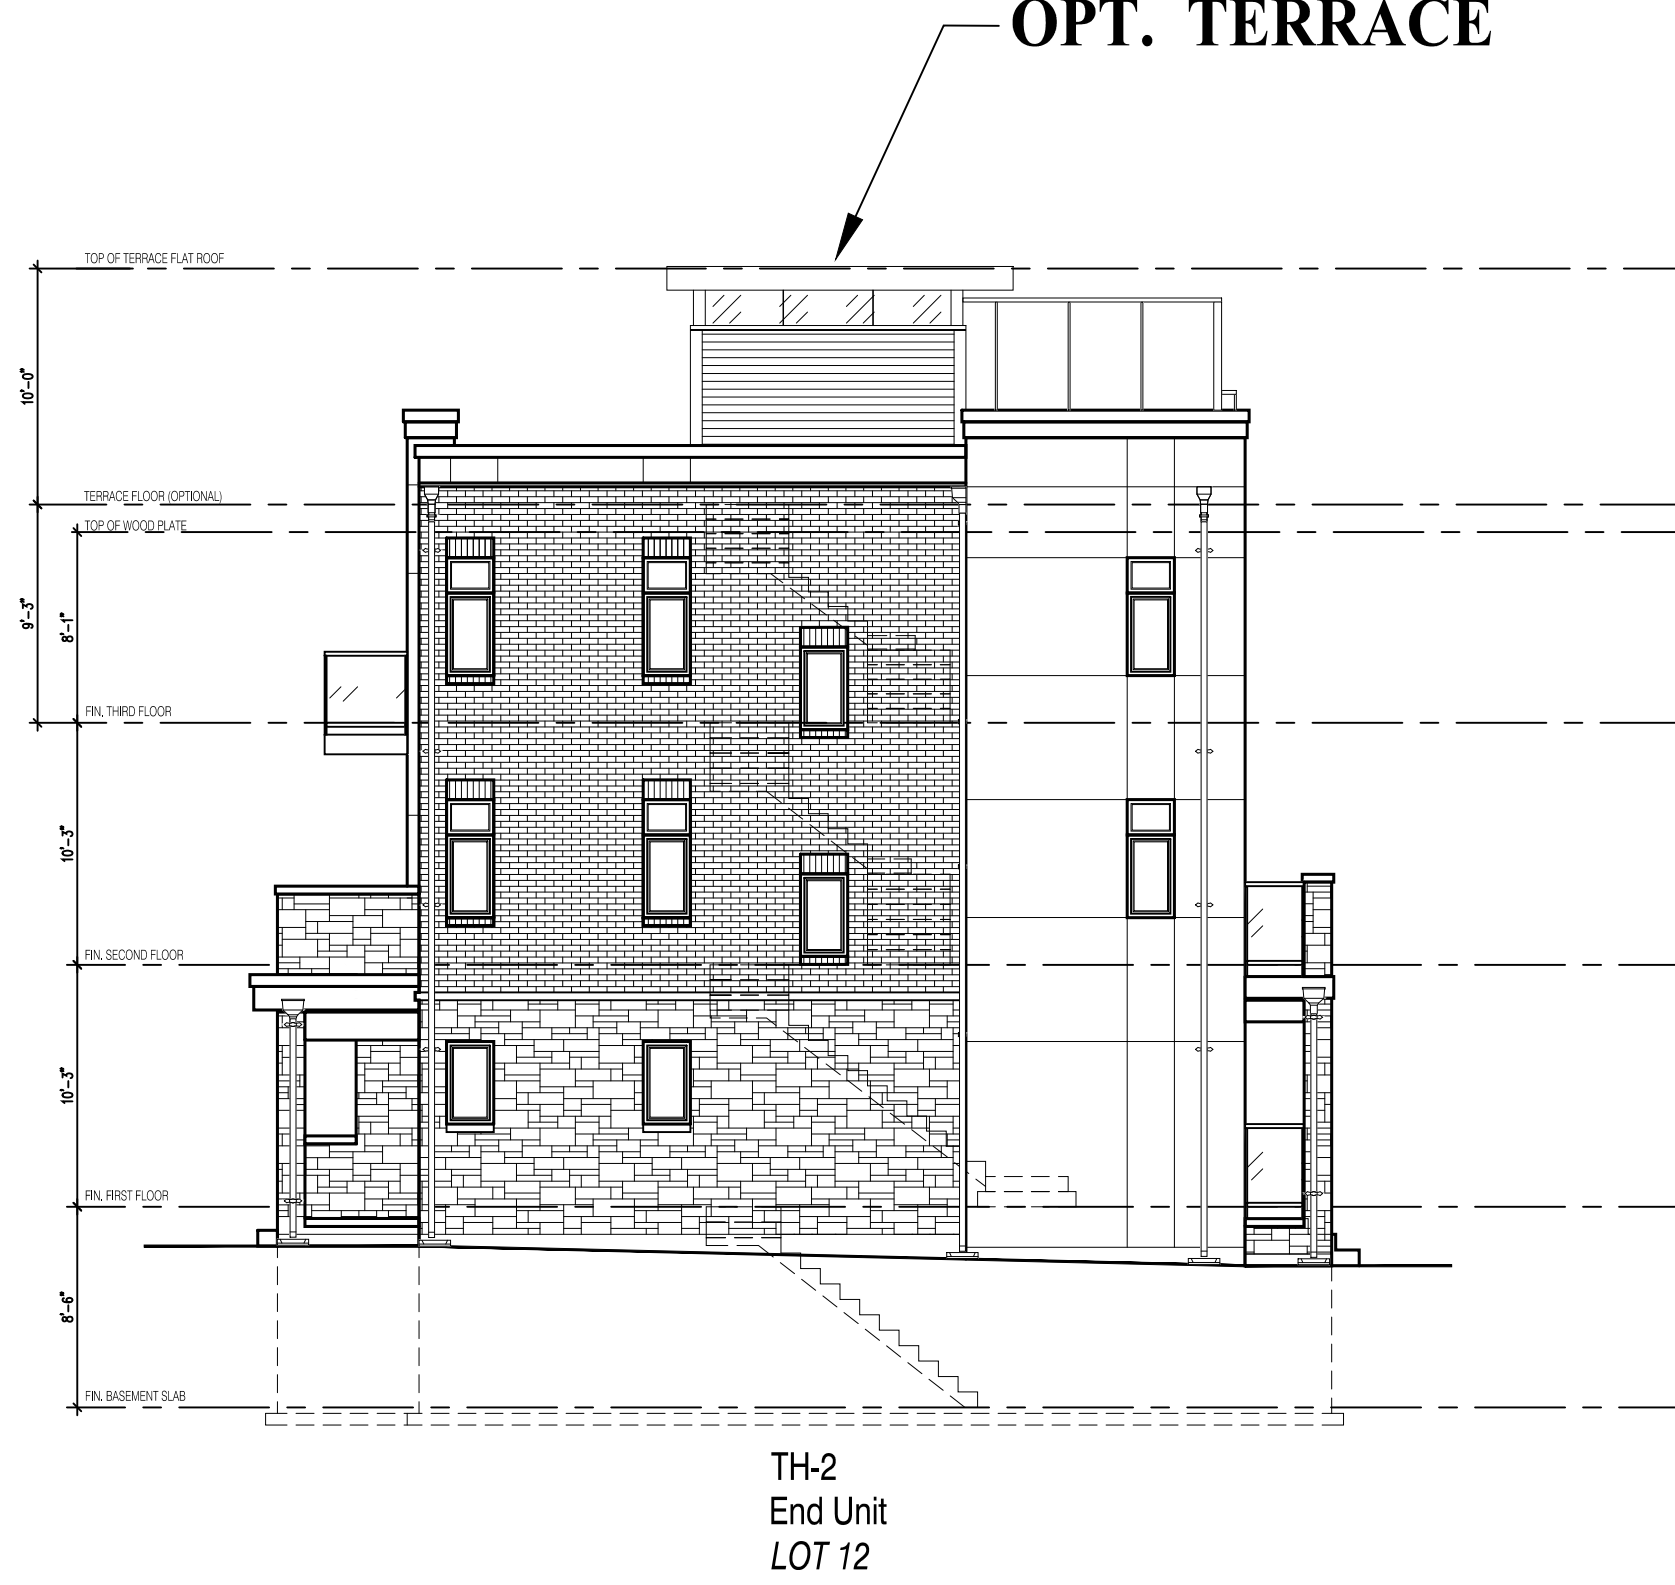 OPT. TERRACE
TOP OF TERRACE FLAT ROOF
10'-0"
TERRACE FLOOR (OPTIONAL)
TOP OF WOOD PLATE
9'-3"
8'-1"
FIN. THIRD FLOOR
10'-3"
FIN. SECOND FLOOR
10'-3"
FIN. FIRST FLOOR
8'-6"
FIN. BASEMENT SLAB
TH-2
End Unit
LOT 12